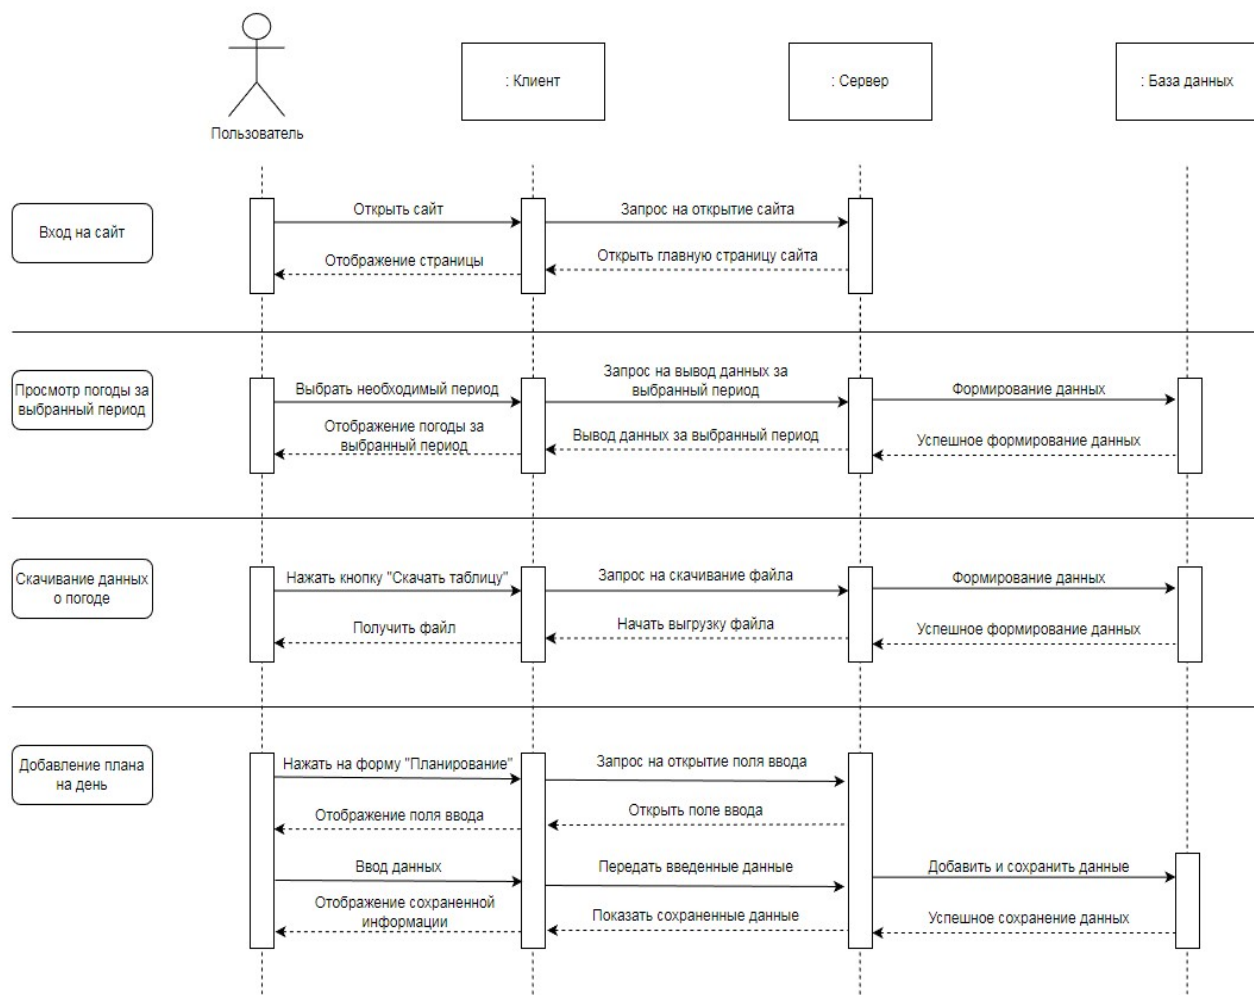 : Клиент
: Сервер
: База данных
Пользователь
Вход на сайт
Открыть сайт
Запрос на открытие сайта
Отображение страницы
Открыть главную страницу сайта
Просмотр погоды за
выбранный период
Выбрать необходимый период
Запрос на вывод данных за
выбранный период
Формирование данных
Отображение погоды за
выбранный период
Вывод данных за выбранный период
Успешное формирование данных
Скачивание данных
о погоде
Нажать кнопку "Скачать таблицу"
Запрос на скачивание файла
Формирование данных
Получить файл
Начать выгрузку файла
Успешное формирование данных
Добавление плана
на день
Нажать на форму "Планирование"
Запрос на открытие поля ввода
Отображение поля ввода
Открыть поле ввода
Ввод данных
Передать введенные данные
Добавить и сохранить данные
Отображение сохраненной
информации
Показать сохраненные данные
Успешное сохранение данных